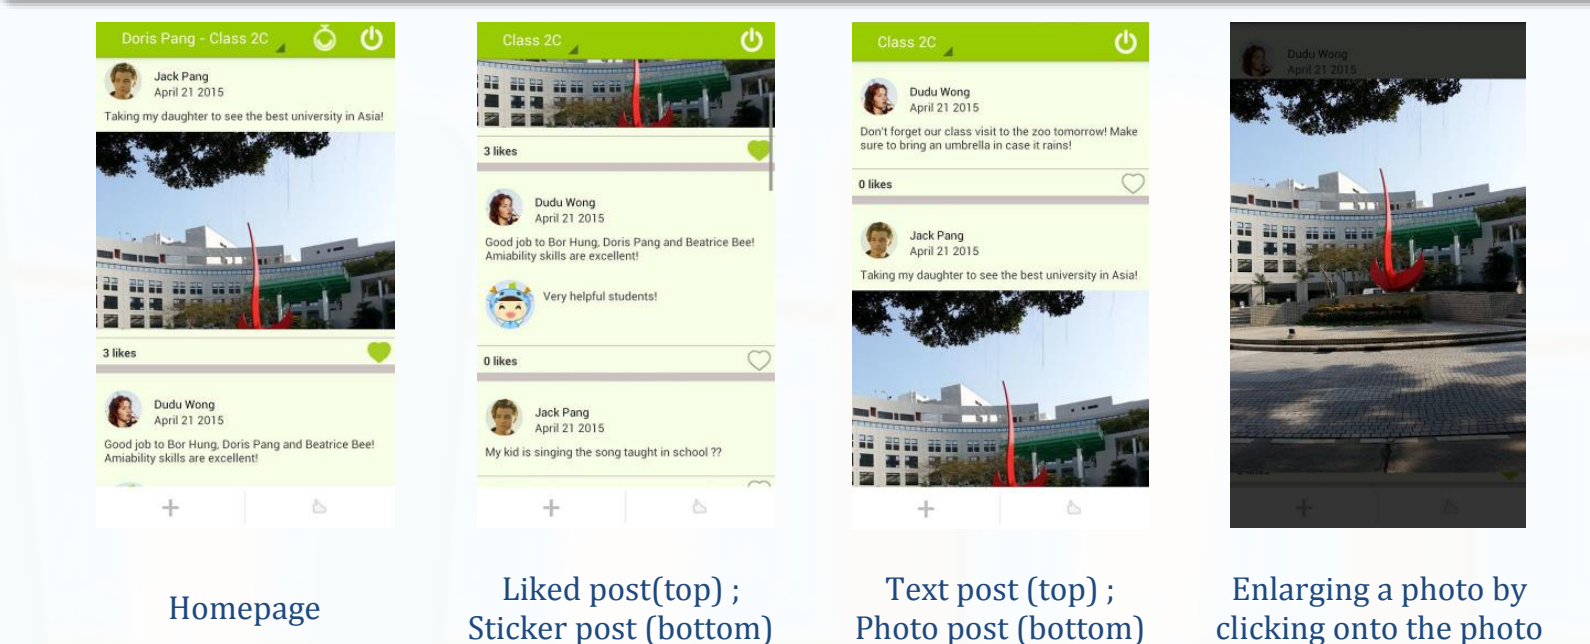 Doris Pang - Class 2C
Jack Pang
April 21 2015
Taking my daughter to see the best university in Asia!
3 likes
Dudu Wong
April 21 2015
Good job to Bor Hung, Doris Pang and Beatrice Bee!
Amiability skills are excellent!
Homepage
Class 2C
3 likes
Dudu Wong
April 21 2015
Good job to Bor Hung, Doris Pang and Beatrice Bee!
Amiability skills are excellent!
Very helpful students!
0 likes
Jack Pang
April 21 2015
My kid is singing the song taught in school ??
Liked post(top) ;
Sticker post (bottom)
Class 2C
Dudu Wong
April 21 2015
Don't forget our class visit to the zoo tomorrow! Make
sure to bring an umbrella in case it rains!
0 likes
Jack Pang
April 21 2015
Taking my daughter to see the best university in Asia!
Text post (top) ;
Photo post (bottom)
Dudu Wong
April 21 2015
likes
Enlarging a photo by
clicking onto the photo